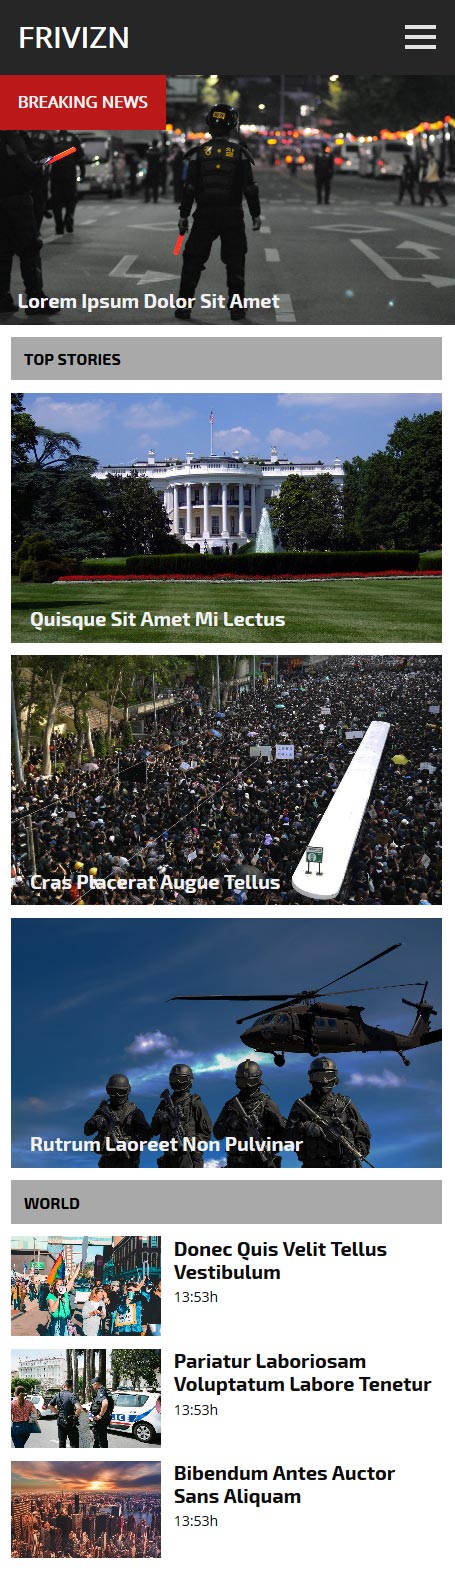 FRIVIZN
BREAKING NEWS
Lorem Ipsum Dolor Sit Amet
TOP STORIES
Quisque Sit Amet Mi Lectus
Cras Placerat Augue Tellus
Rutrum Laoreet Non Pulvinar
WORLD
Donec Quis Velit Tellus
Vestibulum
13:53h
Pariatur Laboriosam
Voluptatum Labore Tenetur
13:53h
Bibendum Antes Auctor
Sans Aliquam
13:53h